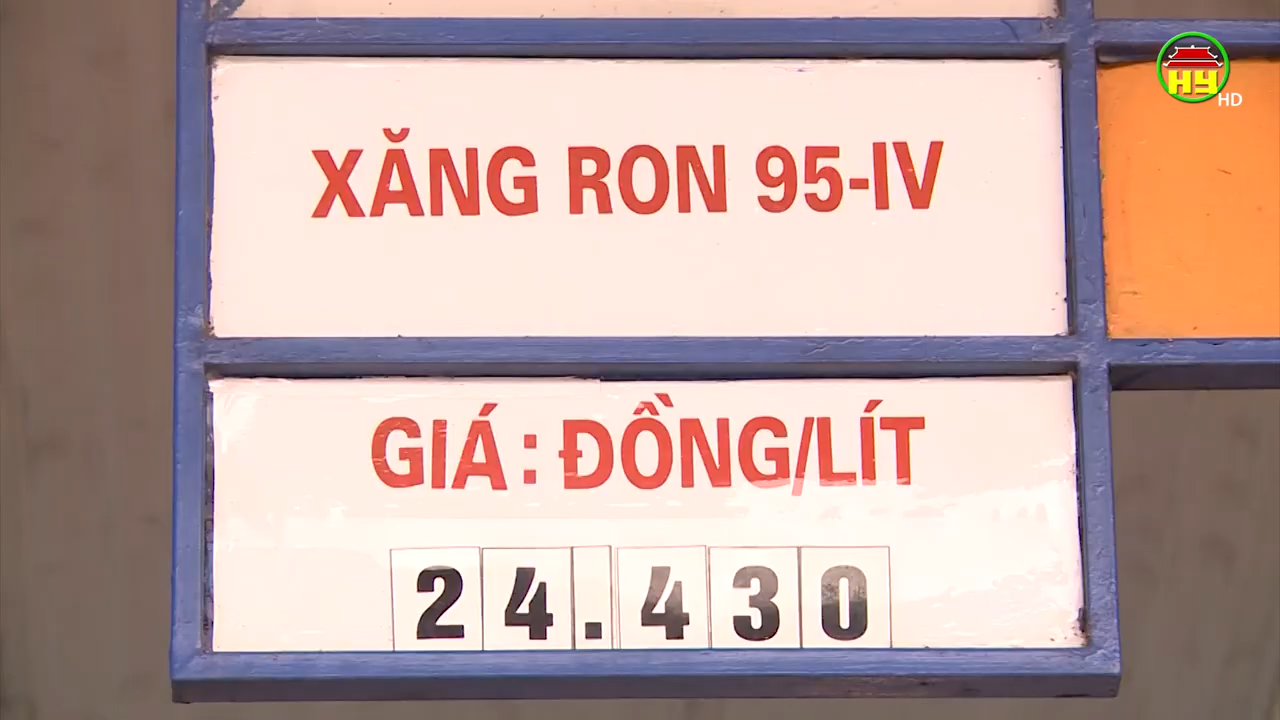 HY
HD
XĂNG RON 95-IV
GIÁ : ĐỒNG/LÍT
24.430